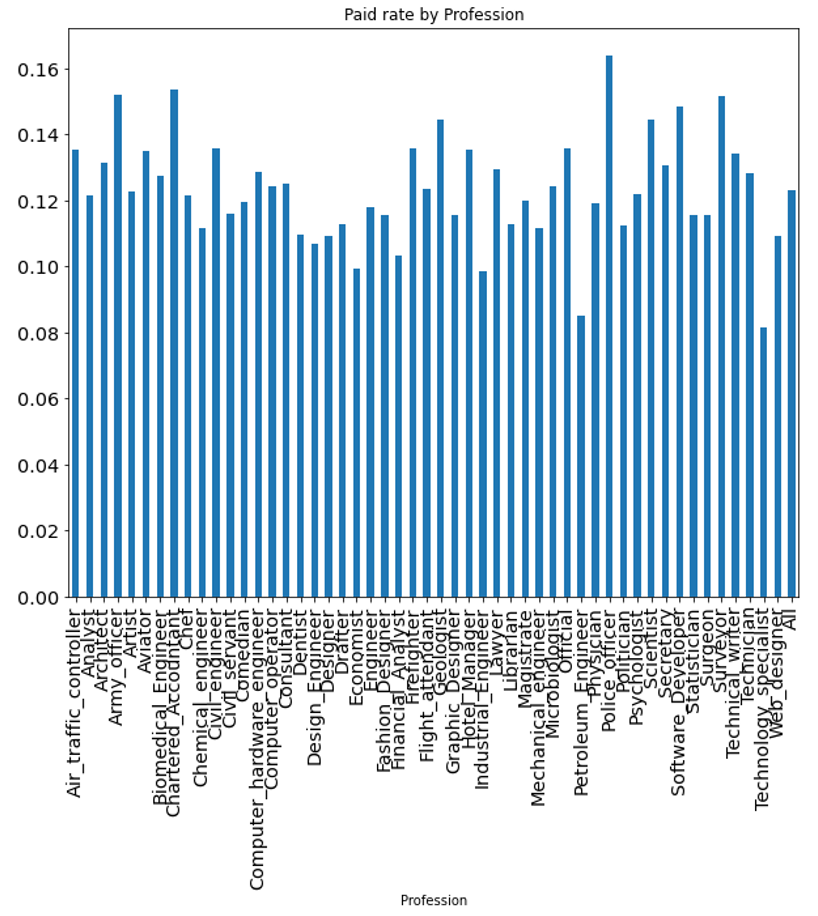 Paid rate by Profession
0.16
0.14
0.12
0.10
0.08
0.06
0.04
0.02
0.00
Air_traffic_controller
Analyst
Architect
Army_officer
Artist
Aviator
Biomedical_Engineer
Chartered_Accountant
Chef
Chemical_engineer
Civil_engineer
Civil_servant
Comedian
Computer_hardware_engineer
Computer_operator
Consultant
Dentist
Design_Engineer
Designer
Drafter
Economist
Engineer
Fashion_Designer
Financial_Analyst
Firefighter
Flight_attendant
Geologist
Graphic_Designer
Hotel_Manager
Industrial_Engineer
Lawyer
Librarian
Magistrate
Mechanical_engineer
Microbiologist
Official
Petroleum_Engineer
Physician
Police_officer
Politician
Psychologist
Scientist
Secretary
Software_Developer
Statistician
Surgeon
Surveyor
Technical_writer
Technician
Technology_specialist
Web_designer
All
Profession